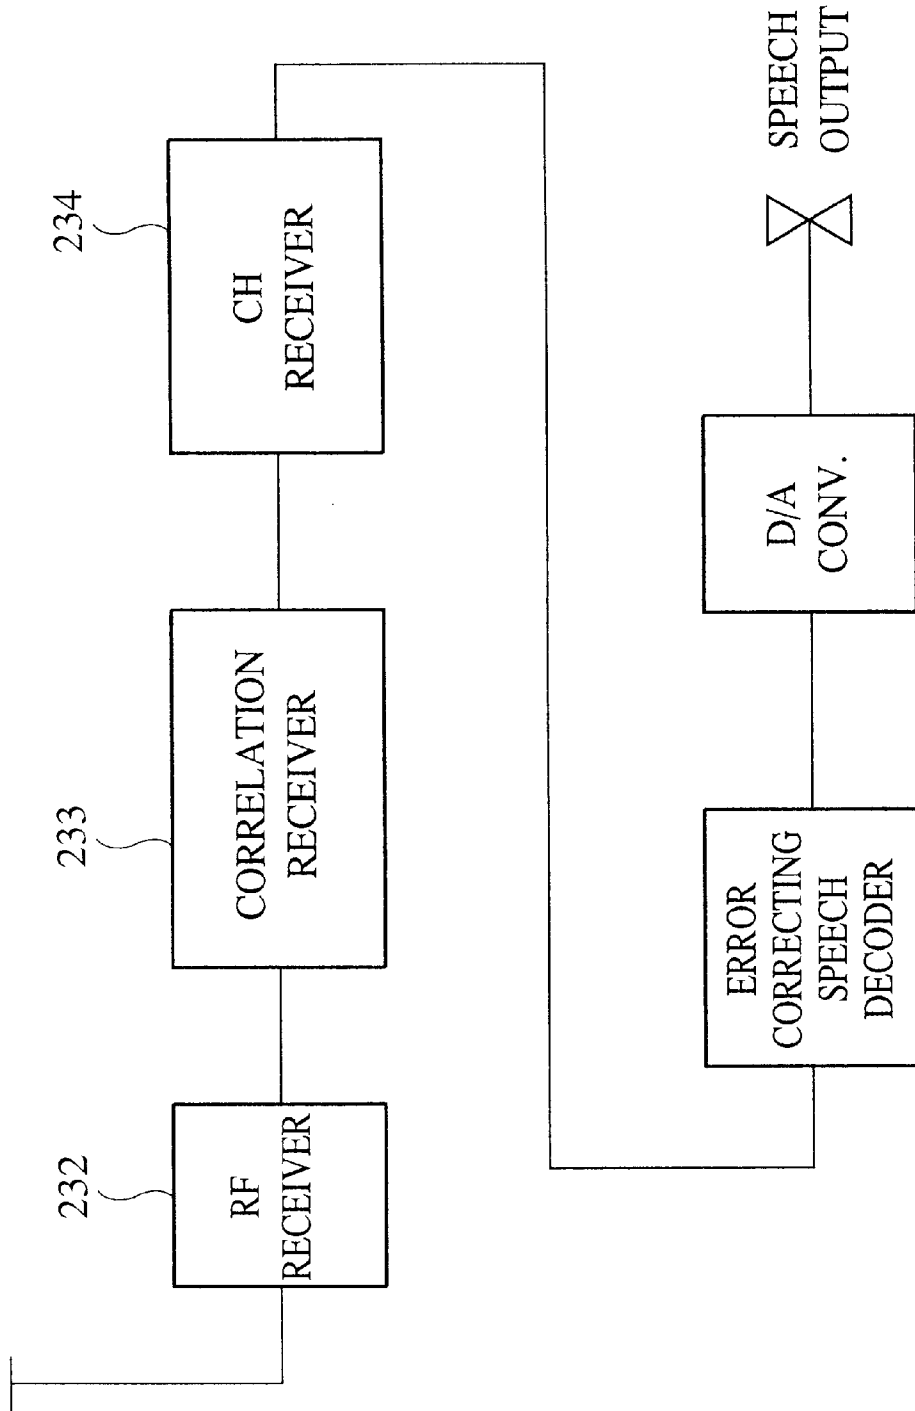 232
RF
RECEIVER
233
CORRELATION
RECEIVER
234
CH
RECEIVER
ERROR
CORRECTING
SPEECH
DECODER
D/A
CONV.
SPEECH
OUTPUT